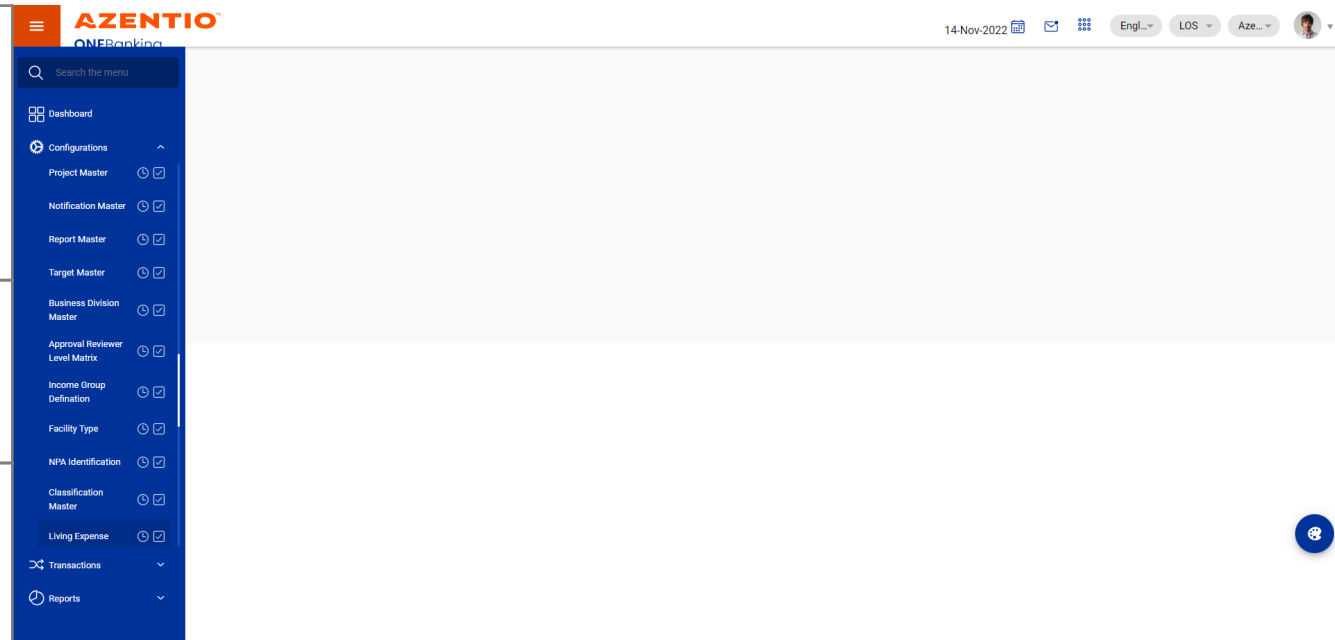 AZENTIO™
ONEBanking
14-Nov-2022
Engl...
LOS
Aze...
Search the menu
Dashboard
Configurations
Project Master
Notification Master
Report Master
Target Master
Business Division
Master
Approval Reviewer
Level Matrix
Income Group
Defination
Facility Type
NPA Identification
Classification
Master
Living Expense
Transactions
Reports